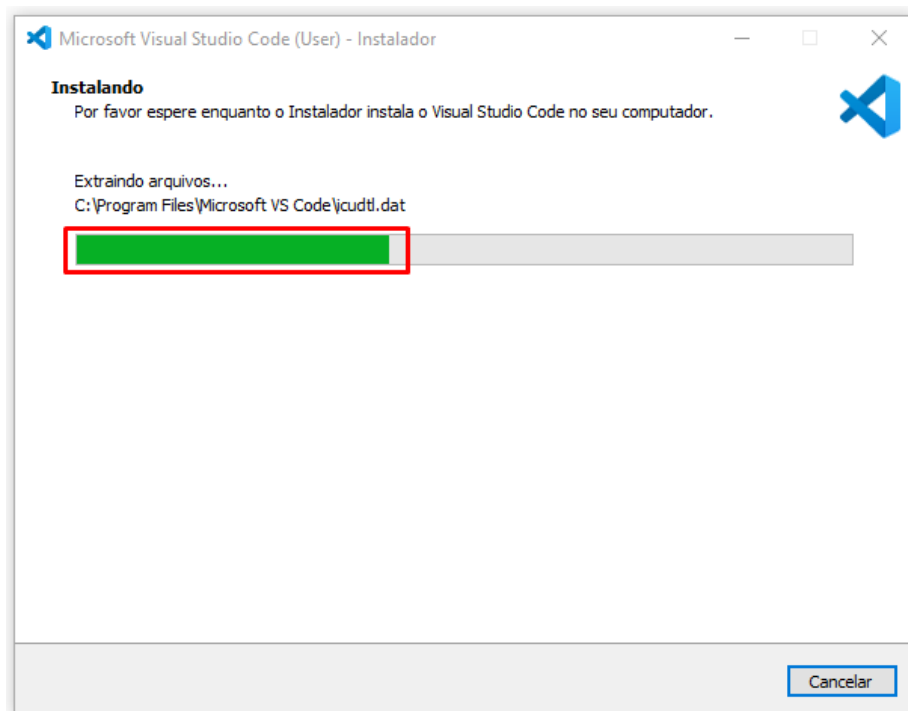 Microsoft Visual Studio Code (User) - Instalador
Instalando
Por favor espere enquanto o Instalador instala o Visual Studio Code no seu computador.
Extraindo arquivos...
C:\Program Files\Microsoft VS Code\icudtl.dat
Cancelar